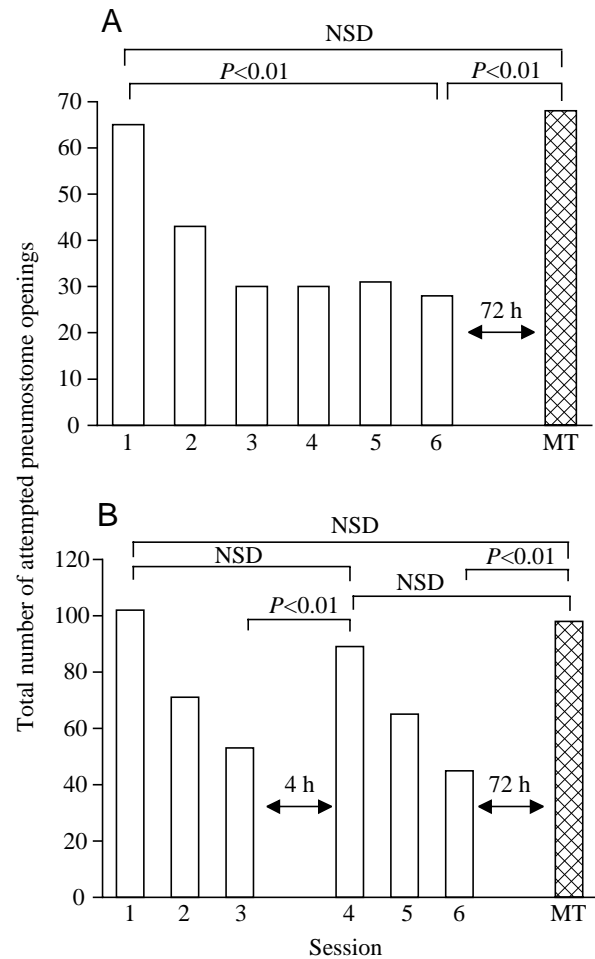 A
NSD
P<0.01 P<0.01
70
60
50
40
30
20
10
0
72 h
1 2 3 4 5 6 MT
Total number of attempted pneumostome openings
B
NSD
NSD P<0.01
NSD
P<0.01
120
100
80
60
40
20
0
4 h 72 h
1 2 3 4 5 6 MT
Session